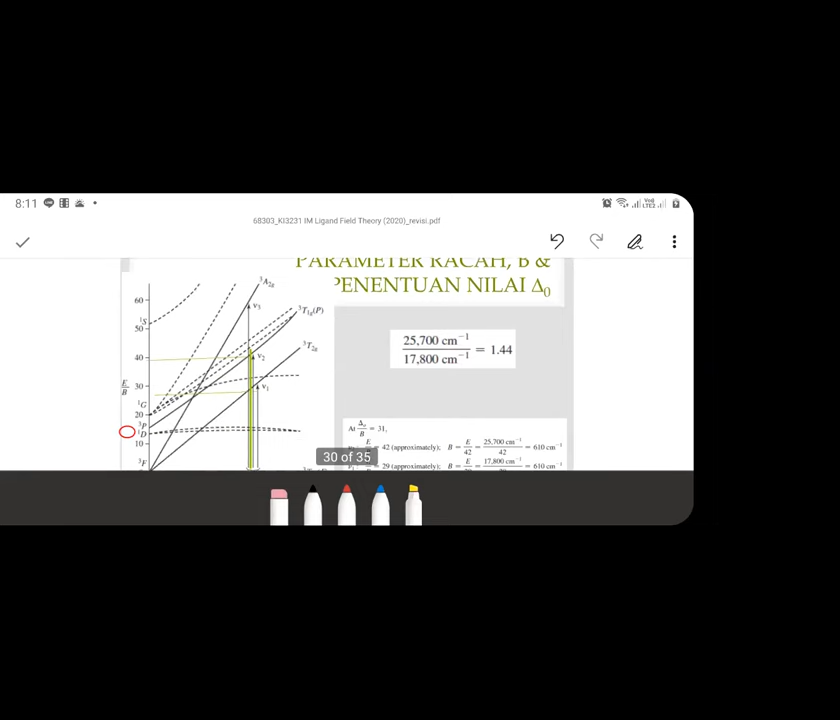 8:11
Voj)
LTE2
68303_KI3231 IM Ligand Field Theory (2020)_revisi.pdf
PARAMETER RACAH, B &
PENENTUAN NILAI Δ0
60
50
40
30
20
10
E/B
1S
1G
3P
1D
3F
3A2g
ν3
3T1g(P)
ν2
3T2g
ν1
25,700 cm−1 / 17,800 cm−1 = 1.44
At Δo/B = 31,
E/B = 42 (approximately); B = E/42 = 25,700 cm−1/42 = 610 cm−1
= 29 (approximately); B = E = 17,800 cm−1 = 610 cm−1
30 of 35